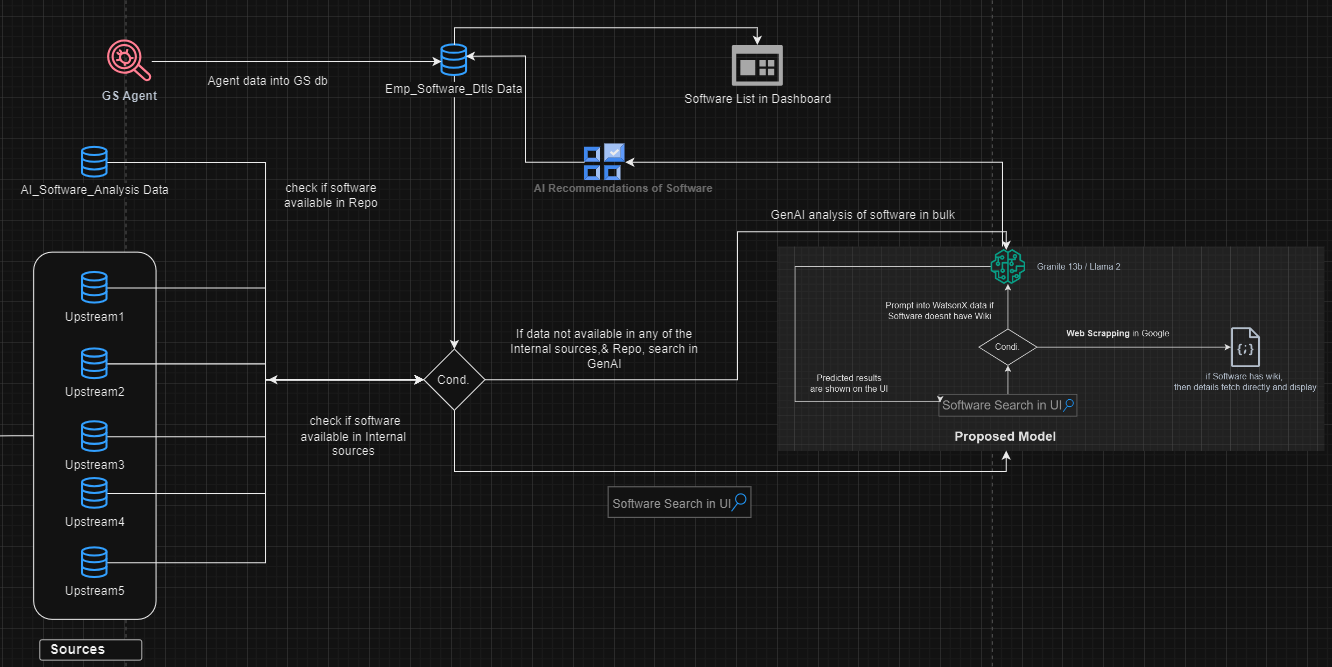 GS Agent
Agent data into GS db
Emp_Software_Dtls Data
Software List in Dashboard
AI_Software_Analysis Data
check if software
available in Repo
AI Recommendations of Software
GenAI analysis of software in bulk
Upstream1
Upstream2
Upstream3
Upstream4
Upstream5
Sources
check if software
available in Internal
sources
Cond.
If data not available in any of the
Internal sources,& Repo, search in
GenAI
Software Search in UI
Granite 13b / Llama 2
Prompt into WatsonX data if
Software doesnt have Wiki
Condi.
Web Scrapping in Google
{;}
if Software has wiki,
then details fetch directly and display
Predicted results
are shown on the UI
Software Search in UI
Proposed Model